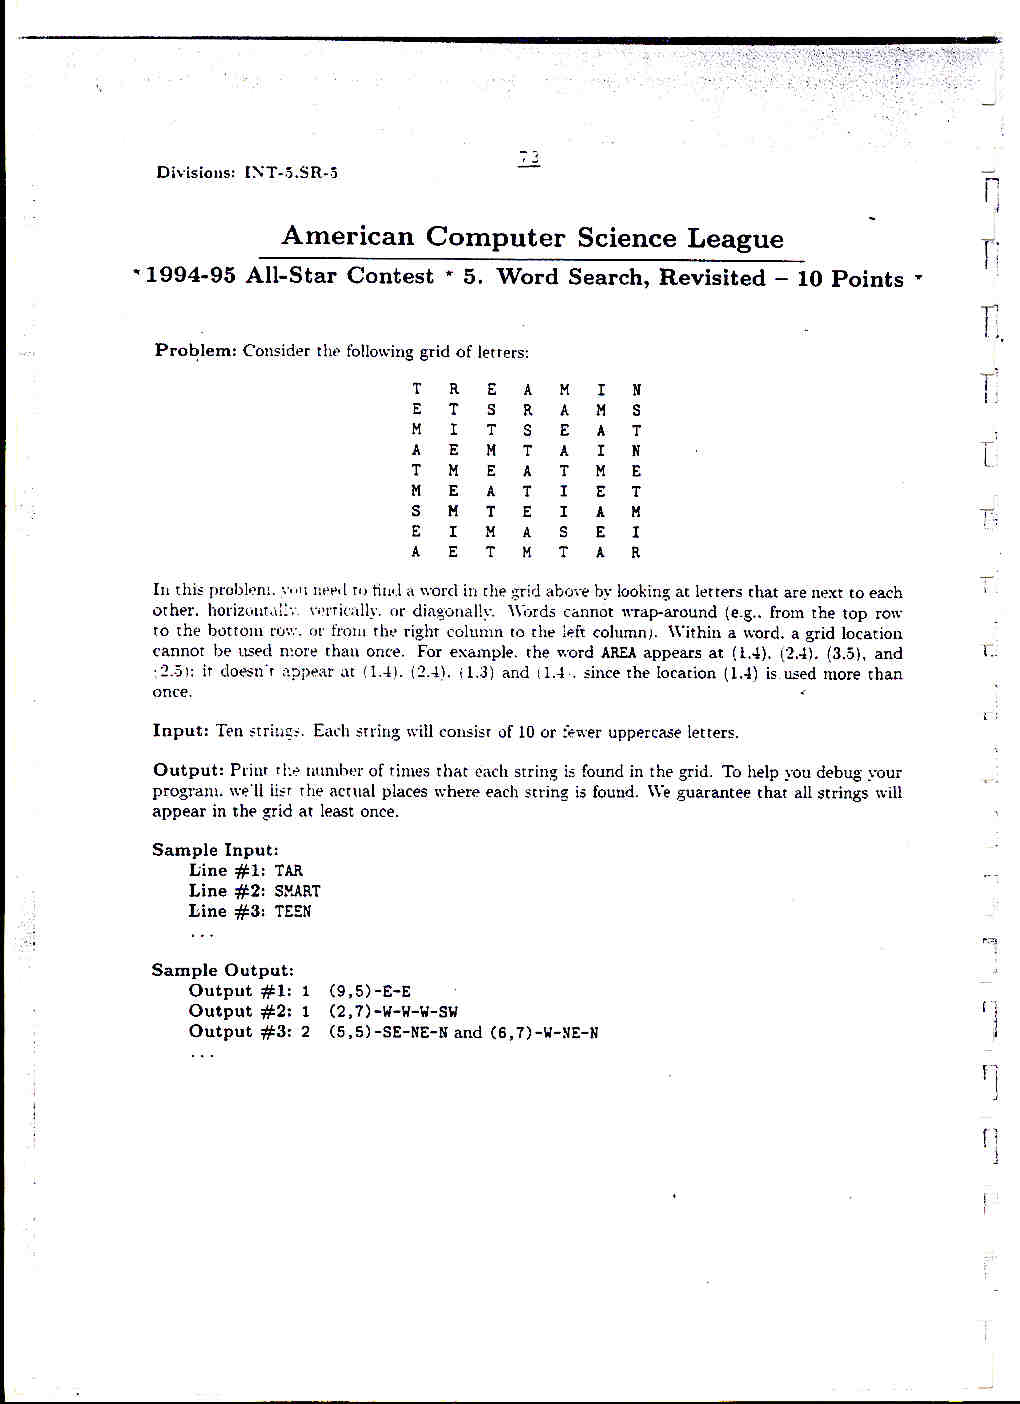 73
Divisions: INT-5.SR-5
American Computer Science League
* 1994-95 All-Star Contest * 5. Word Search, Revisited – 10 Points *
Problem: Consider the following grid of letters:
T R E A M I N
E T S R A M S
M I T S E A T
A E M T A I N
T M E A T M E
M E A T I E T
S M T E I A M
E I M A S E I
A E T M T A R
In this problem, you need to find a word in the grid above by looking at letters that are next to each
other, horizontally, vertically, or diagonally. Words cannot wrap-around (e.g., from the top row
to the bottom row, or from the right column to the left column). Within a word, a grid location
cannot be used more than once. For example, the word AREA appears at (1,4), (2,4), (3,5), and
(2,5); it doesn't appear at (1,4), (2,4), (1,3) and (1,4), since the location (1,4) is used more than
once.
Input: Ten strings. Each string will consist of 10 or fewer uppercase letters.
Output: Print the number of times that each string is found in the grid. To help you debug your
program, we'll list the actual places where each string is found. We guarantee that all strings will
appear in the grid at least once.
Sample Input:
Line #1: TAR
Line #2: SMART
Line #3: TEEN
...
Sample Output:
Output #1: 1 (9,5)-E-E
Output #2: 1 (2,7)-W-W-W-SW
Output #3: 2 (5,5)-SE-NE-N and (6,7)-W-NE-N
...